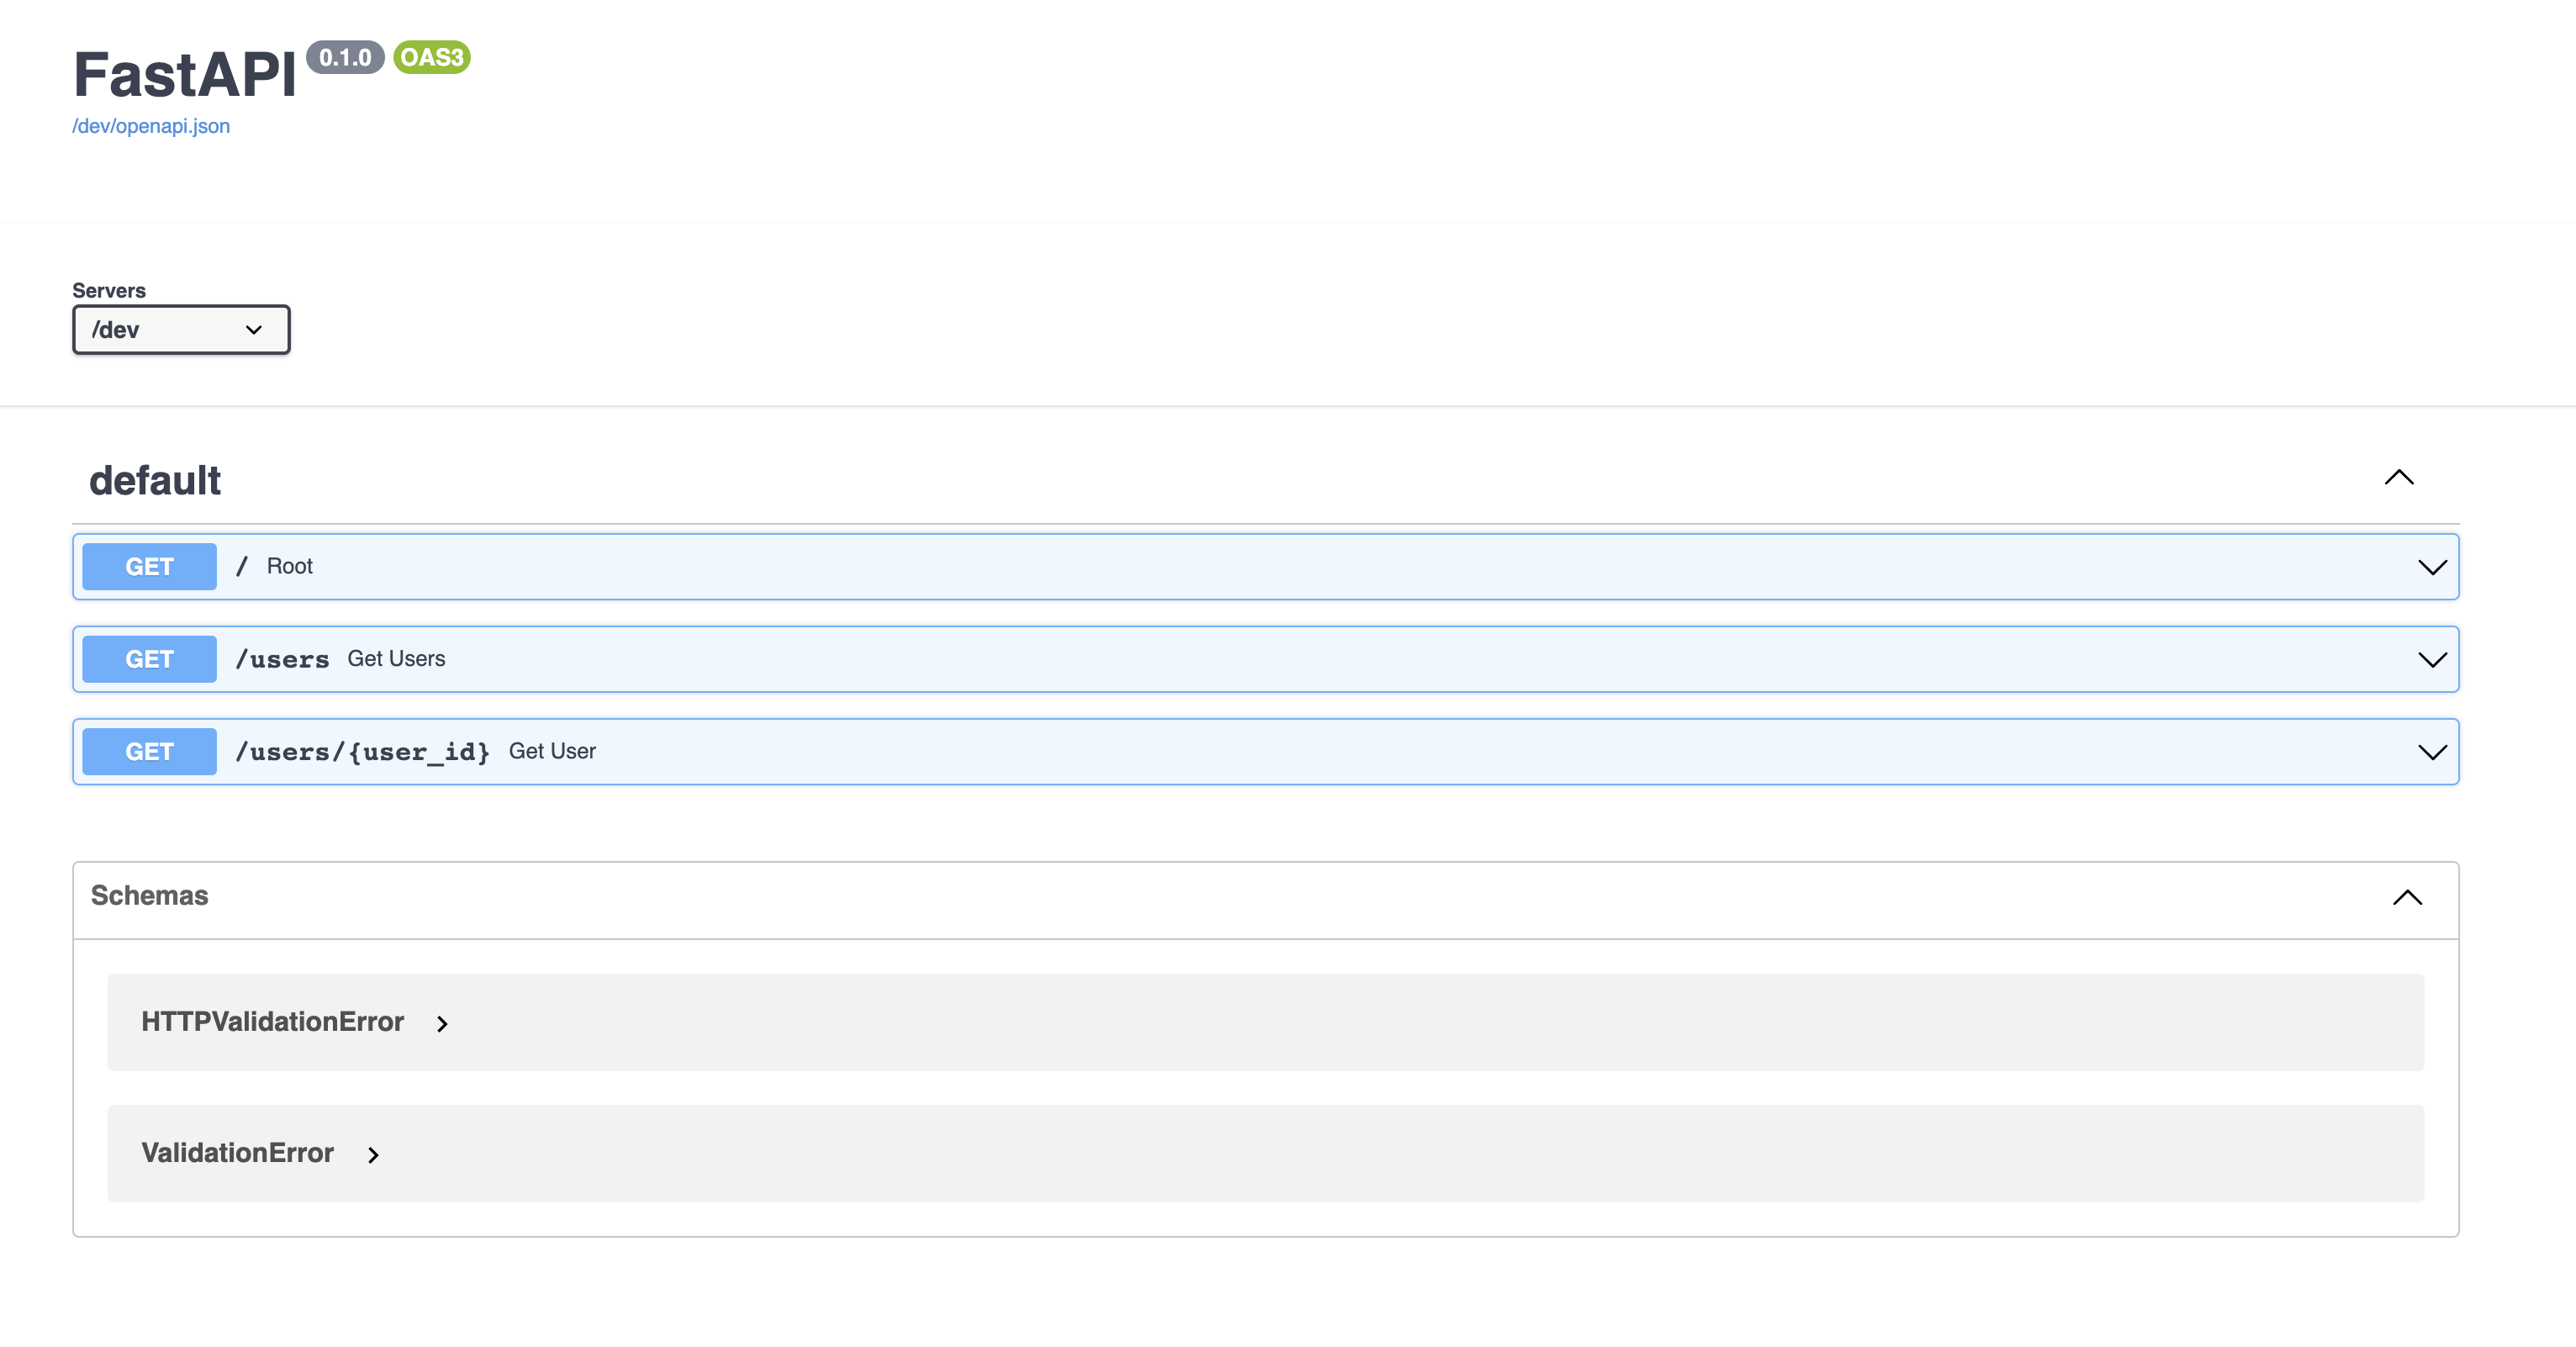 FastAPI 0.1.0 OAS3
/dev/openapi.json
Servers
/dev
default
GET / Root
GET /users Get Users
GET /users/{user_id} Get User
Schemas
HTTPValidationError
ValidationError